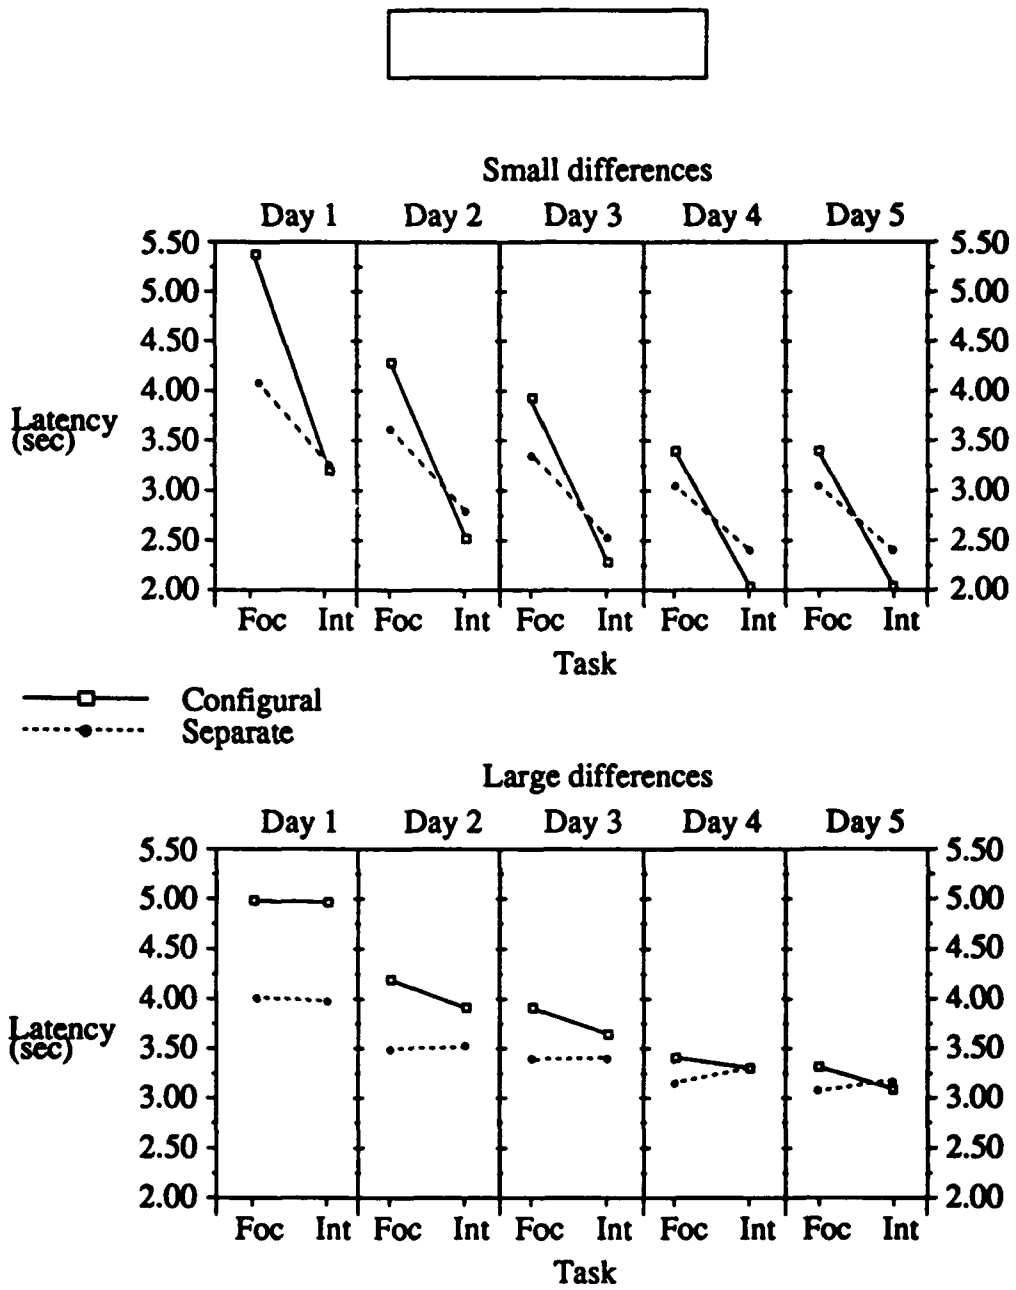 Small differences
Day 1 Day 2 Day 3 Day 4 Day 5
5.50 5.50
5.00 5.00
4.50 4.50
4.00 4.00
Latency
(sec)
3.50 3.50
3.00 3.00
2.50 2.50
2.00 2.00
Foc Int Foc Int Foc Int Foc Int Foc Int
Task
Configural
Separate
Large differences
Day 1 Day 2 Day 3 Day 4 Day 5
5.50 5.50
5.00 5.00
4.50 4.50
4.00 4.00
Latency
(sec)
3.50 3.50
3.00 3.00
2.50 2.50
2.00 2.00
Foc Int Foc Int Foc Int Foc Int Foc Int
Task